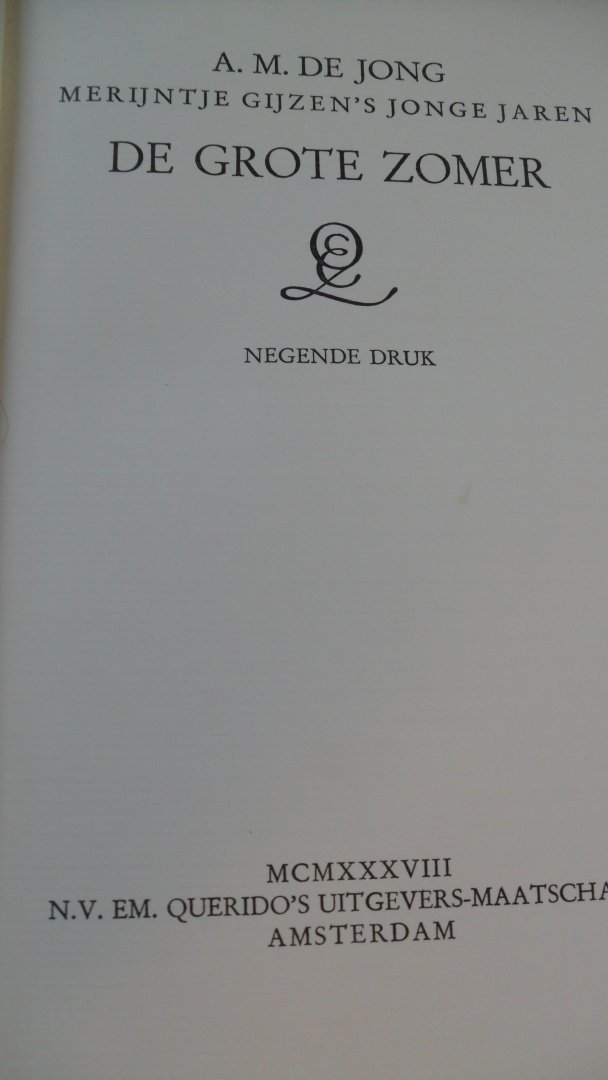 A. M. DE JONG
MERIJNTJE GIJZEN'S JONGE JAREN
DE GROTE ZOMER
NEGENDE DRUK
MCMXXXVIII
N.V. EM. QUERIDO'S UITGEVERS-MAATSCHA
AMSTERDAM